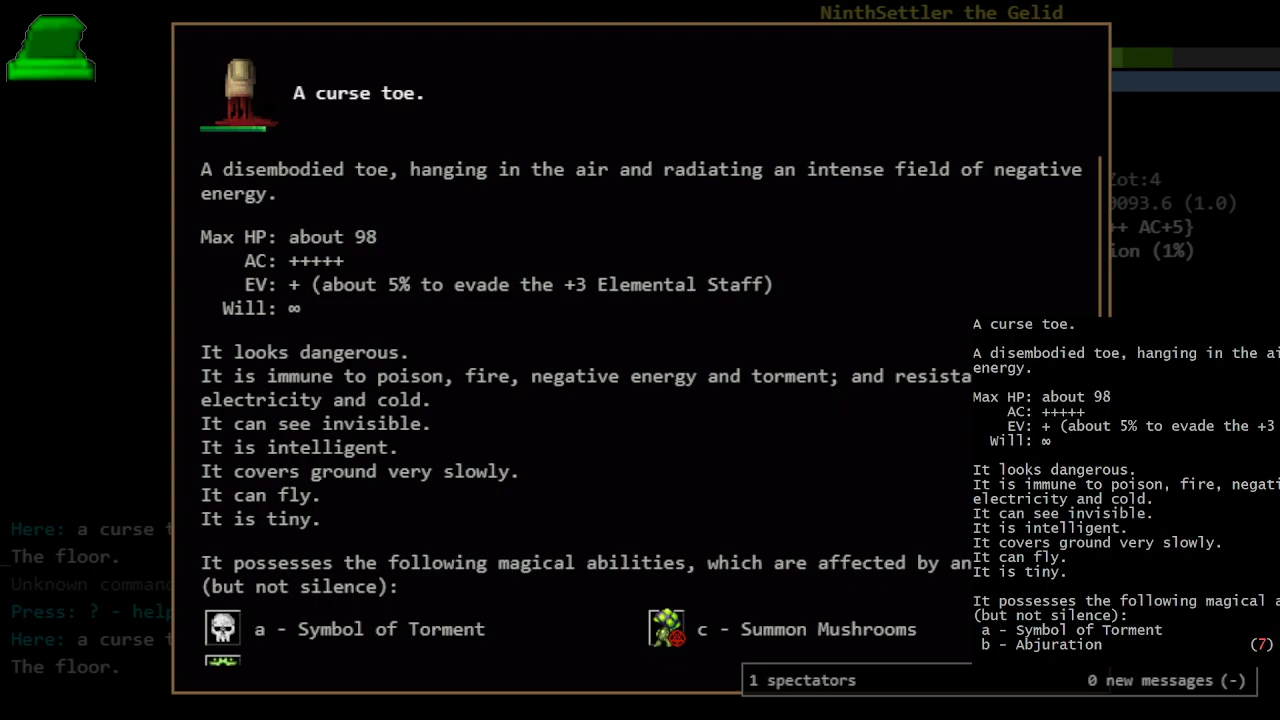 NinthSettler the Gelid
A curse toe.
A disembodied toe, hanging in the air and radiating an intense field of negative
energy.
Zot:4
0093.6 (1.0)
++ AC+5}
ion (1%)
Max HP: about 98
AC: +++++
EV: + (about 5% to evade the +3 Elemental Staff)
Will: ∞
It looks dangerous.
It is immune to poison, fire, negative energy and torment; and resista
electricity and cold.
It can see invisible.
It is intelligent.
It covers ground very slowly.
It can fly.
It is tiny.
It possesses the following magical abilities, which are affected by an
(but not silence):
a - Symbol of Torment
c - Summon Mushrooms
Here: a curse t
_The floor.
Unknown command
Press: ? - help
Here: a curse t
The floor.
A curse toe.
A disembodied toe, hanging in the ai
energy.
Max HP: about 98
AC: +++++
EV: + (about 5% to evade the +3
Will: ∞
It looks dangerous.
It is immune to poison, fire, negati
electricity and cold.
It can see invisible.
It is intelligent.
It covers ground very slowly.
It can fly.
It is tiny.
It possesses the following magical a
(but not silence):
a - Symbol of Torment
b - Abjuration (7)
1 spectators 0 new messages (-)